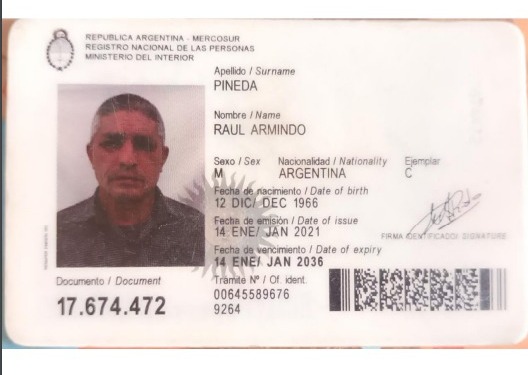 REPUBLICA ARGENTINA - MERCOSUR
REGISTRO NACIONAL DE LAS PERSONAS
MINISTERIO DEL INTERIOR
Apellido / Surname
PINEDA
Nombre / Name
RAUL ARMINDO
Sexo / Sex Nacionalidad / Nationality Ejemplar
M ARGENTINA C
Fecha de nacimiento / Date of birth
12 DIC/ DEC 1966
Fecha de emisión / Date of issue
14 ENE/ JAN 2021
FIRMA IDENTIFICADO/ SIGNATURE
Fecha de vencimiento / Date of expiry
14 ENE/ JAN 2036
Documento / Document
17.674.472
Trámite Nº / Of. ident.
00645589676
9264